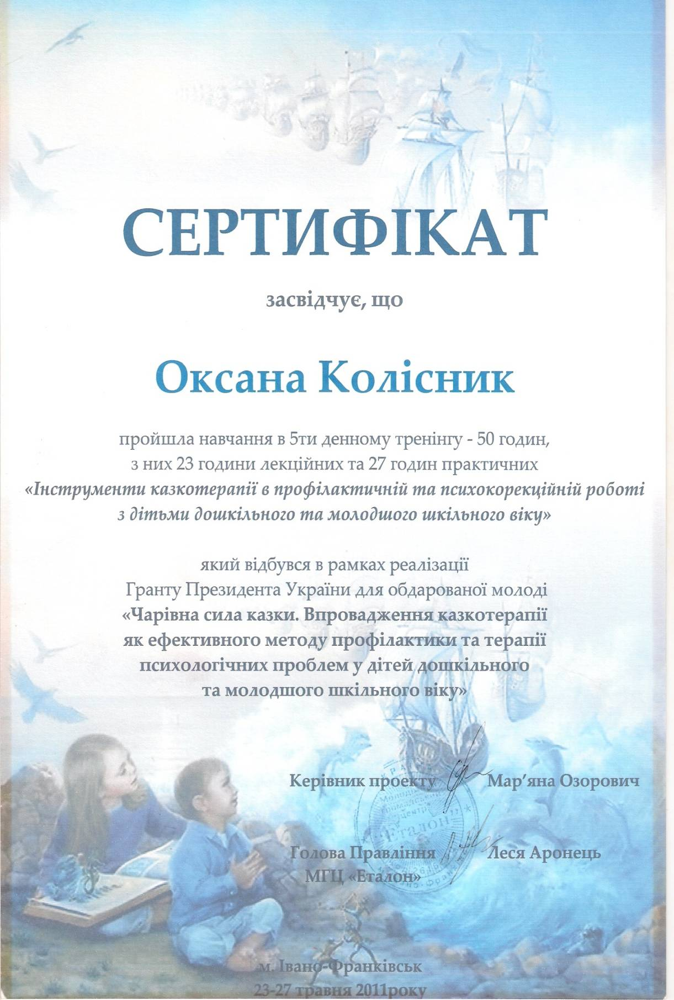 СЕРТИФІКАТ
засвідчує, що
Оксана Колісник
пройшла навчання в 5ти денному тренінгу - 50 годин,
з них 23 години лекційних та 27 годин практичних
«Інструменти казкотерапії в профілактичній та психокорекційній роботі
з дітьми дошкільного та молодшого шкільного віку»
який відбувся в рамках реалізації
Гранту Президента України для обдарованої молоді
«Чарівна сила казки. Впровадження казкотерапії
як ефективного методу профілактики та терапії
психологічних проблем у дітей дошкільного
та молодшого шкільного віку»
Керівник проекту Мар’яна Озорович
Еталон
Голова Правління Леся Аронець
МГЦ «Еталон»
м. Івано-Франківськ
23-27 травня 2011року